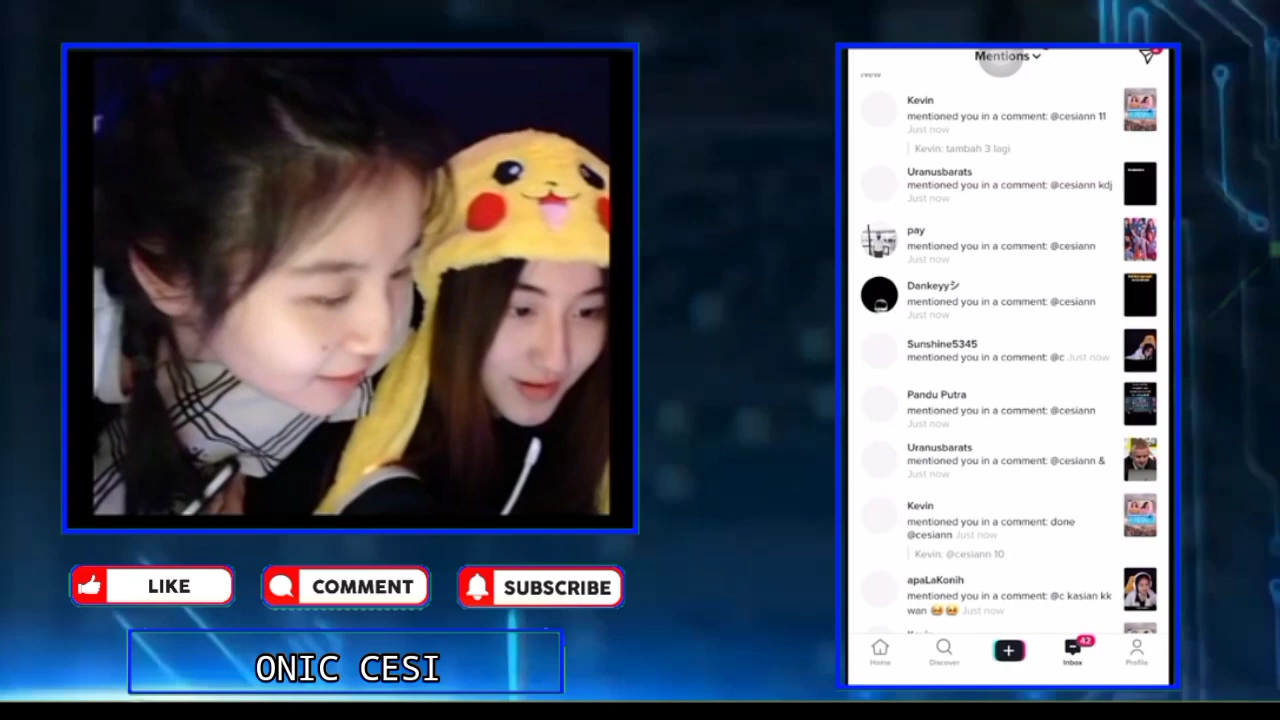 LIKE
COMMENT
SUBSCRIBE
ONIC CESI
Mentions
Kevin
mentioned you in a comment: @cesiann 11
Just now
Kevin: tambah 3 lagi
Uranusbarats
mentioned you in a comment: @cesiann kdj
Just now
pay
mentioned you in a comment: @cesiann
Just now
Dankeyyシ
mentioned you in a comment: @cesiann
Just now
Sunshine5345
mentioned you in a comment: @c Just now
Pandu Putra
mentioned you in a comment: @cesiann
Just now
Uranusbarats
mentioned you in a comment: @cesiann &
Just now
Kevin
mentioned you in a comment: done
@cesiann Just now
Kevin: @cesiann 10
apaLaKonih
mentioned you in a comment: @c kasian kk
wan 😹😹 Just now
42
Home
Discover
Inbox
Profile